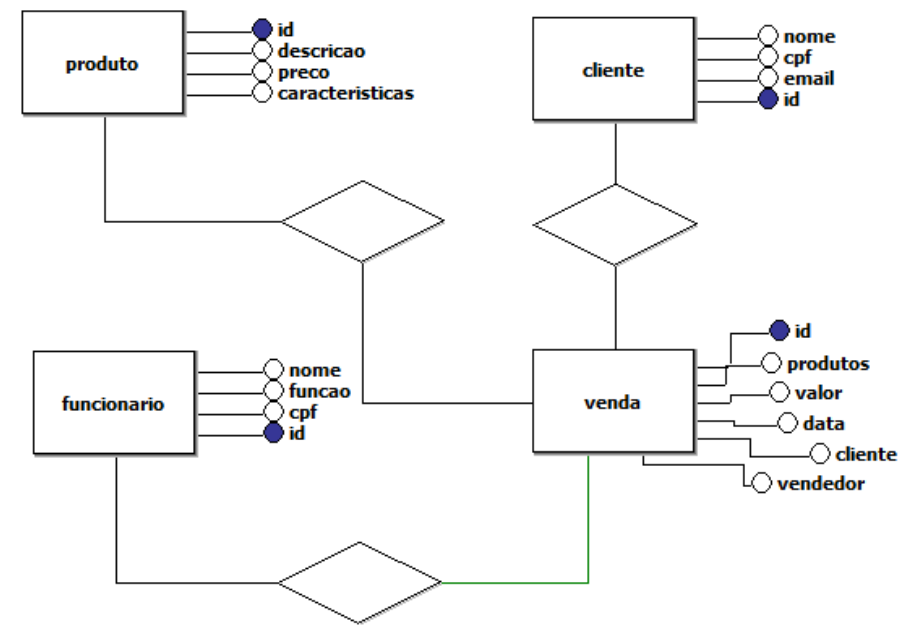 produto
id
descricao
preco
caracteristicas
cliente
nome
cpf
email
id
funcionario
nome
funcao
cpf
id
venda
id
produtos
valor
data
cliente
vendedor